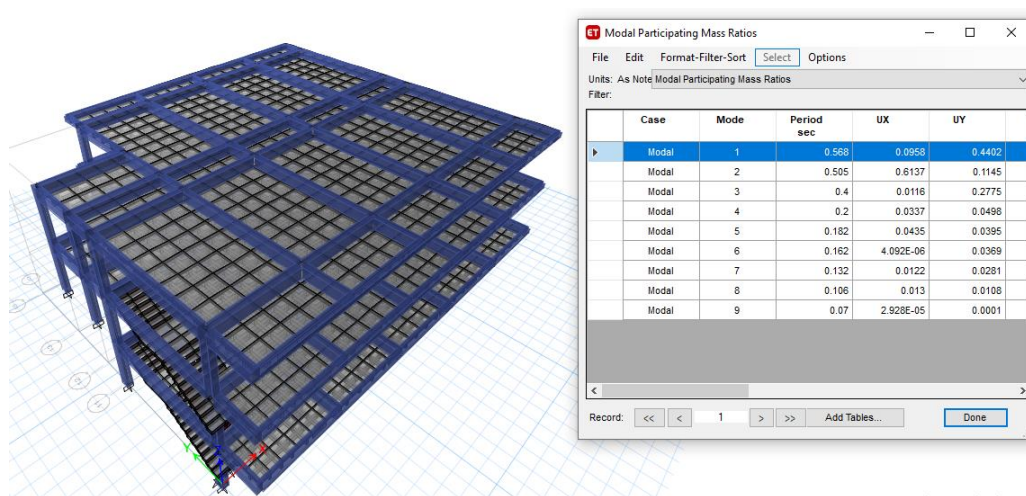 ET Modal Participating Mass Ratios
File Edit Format-Filter-Sort Select Options
Units: As Note Modal Participating Mass Ratios
Filter:
Case Mode Period sec UX UY
Modal 1 0.568 0.0958 0.4402
Modal 2 0.505 0.6137 0.1145
Modal 3 0.4 0.0116 0.2775
Modal 4 0.2 0.0337 0.0498
Modal 5 0.182 0.0435 0.0395
Modal 6 0.162 4.092E-06 0.0369
Modal 7 0.132 0.0122 0.0281
Modal 8 0.106 0.013 0.0108
Modal 9 0.07 2.928E-05 0.0001
Record: << < 1 > >> Add Tables... Done
Y Z X